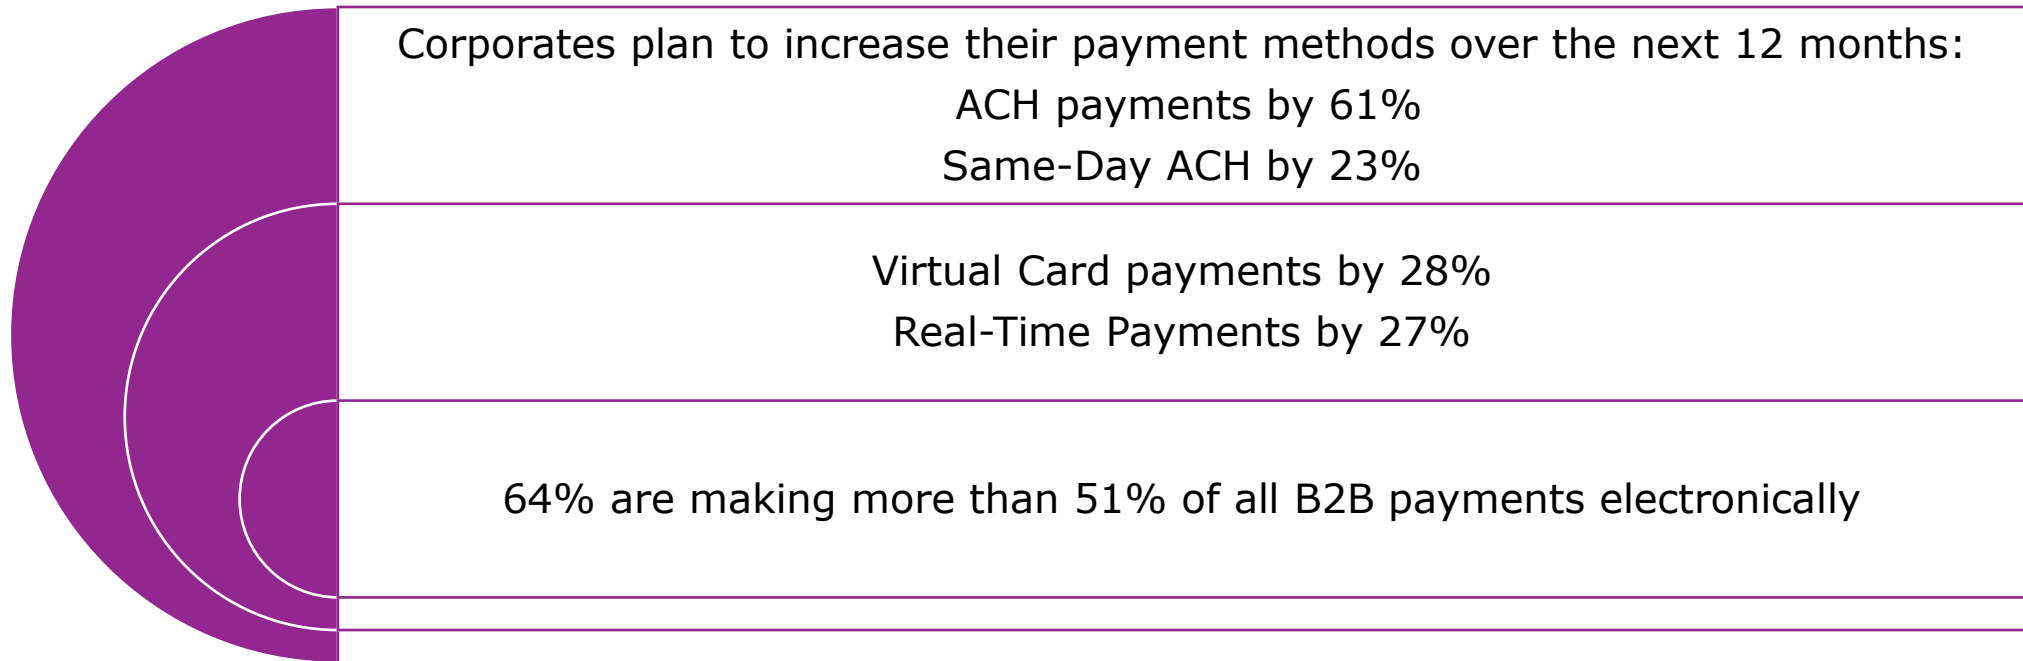 Corporates plan to increase their payment methods over the next 12 months:
ACH payments by 61%
Same-Day ACH by 23%
Virtual Card payments by 28%
Real-Time Payments by 27%
64% are making more than 51% of all B2B payments electronically